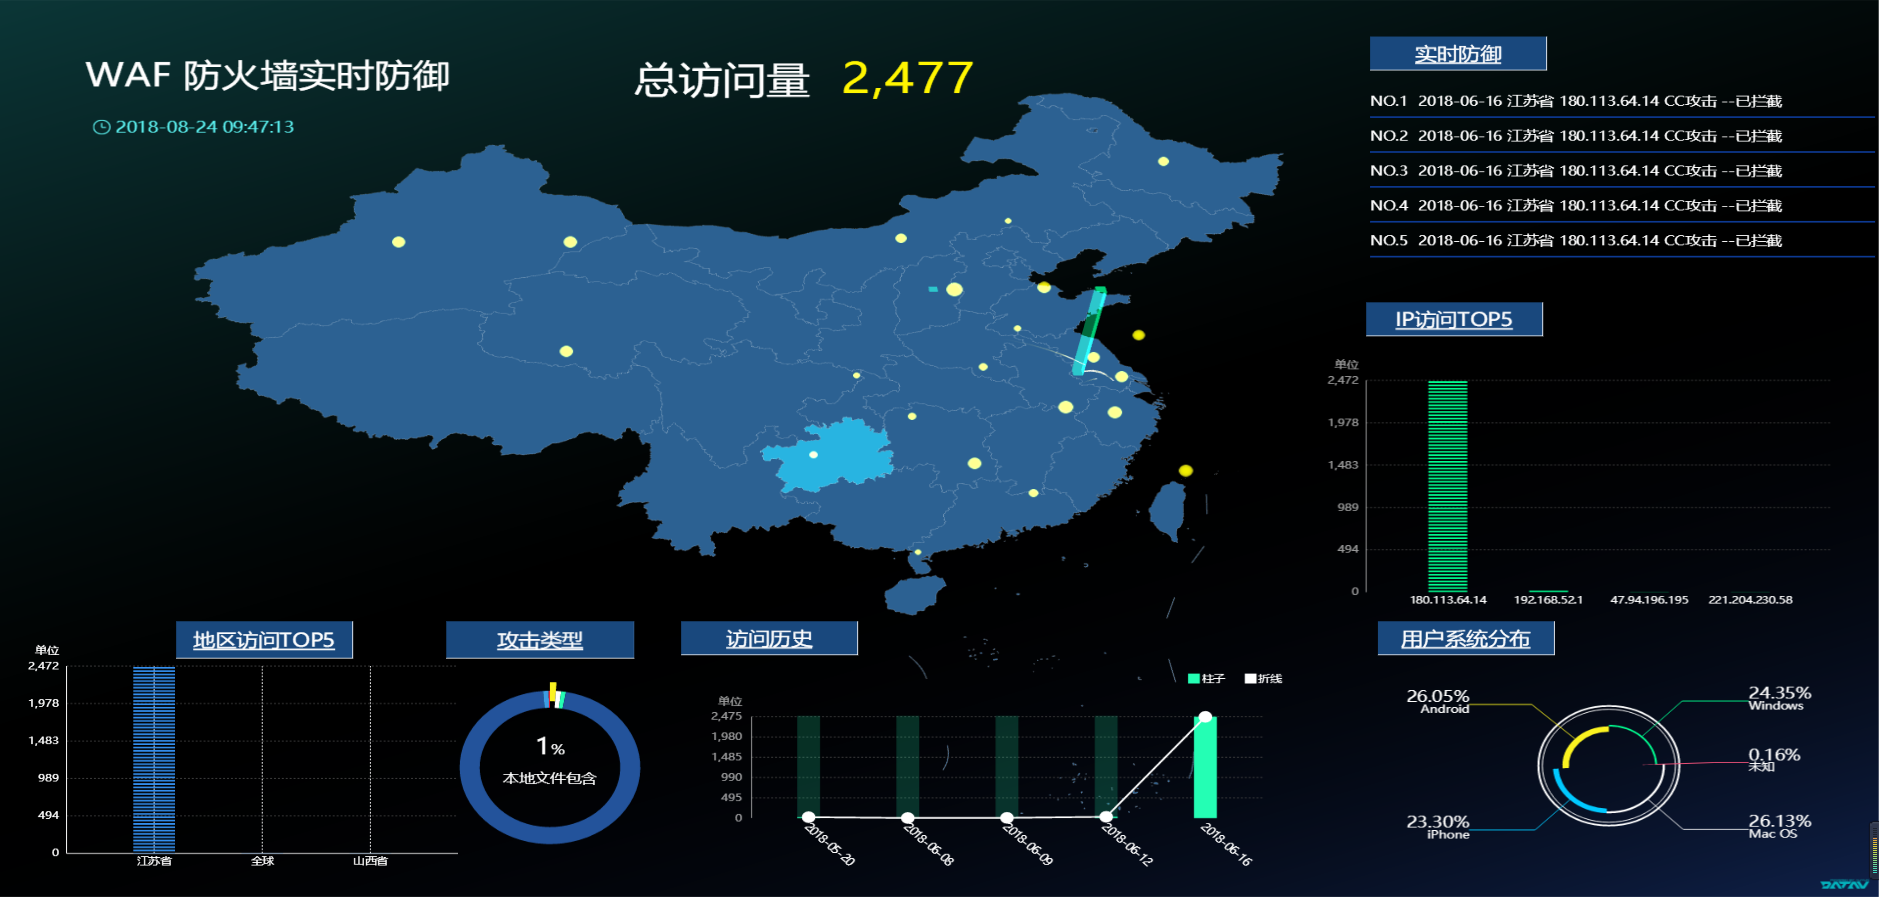 WAF 防火墙实时防御
2018-08-24 09:47:13
总访问量 2,477
实时防御
NO.1 2018-06-16 江苏省 180.113.64.14 CC攻击 --已拦截
NO.2 2018-06-16 江苏省 180.113.64.14 CC攻击 --已拦截
NO.3 2018-06-16 江苏省 180.113.64.14 CC攻击 --已拦截
NO.4 2018-06-16 江苏省 180.113.64.14 CC攻击 --已拦截
NO.5 2018-06-16 江苏省 180.113.64.14 CC攻击 --已拦截
IP访问TOP5
单位
2,472
1,978
1,483
989
494
0
180.113.64.14 192.168.52.1 47.94.196.195 221.204.230.58
地区访问TOP5
单位
2,472
1,978
1,483
989
494
0
江苏省 全球 山西省
攻击类型
1%
本地文件包含
访问历史
柱子 折线
单位
2,475
1,980
1,485
990
495
0
2018-05-20 2018-06-08 2018-06-09 2018-06-12 2018-06-16
用户系统分布
26.05%
Android
24.35%
Windows
0.16%
未知
23.30%
iPhone
26.13%
Mac OS
DATAV